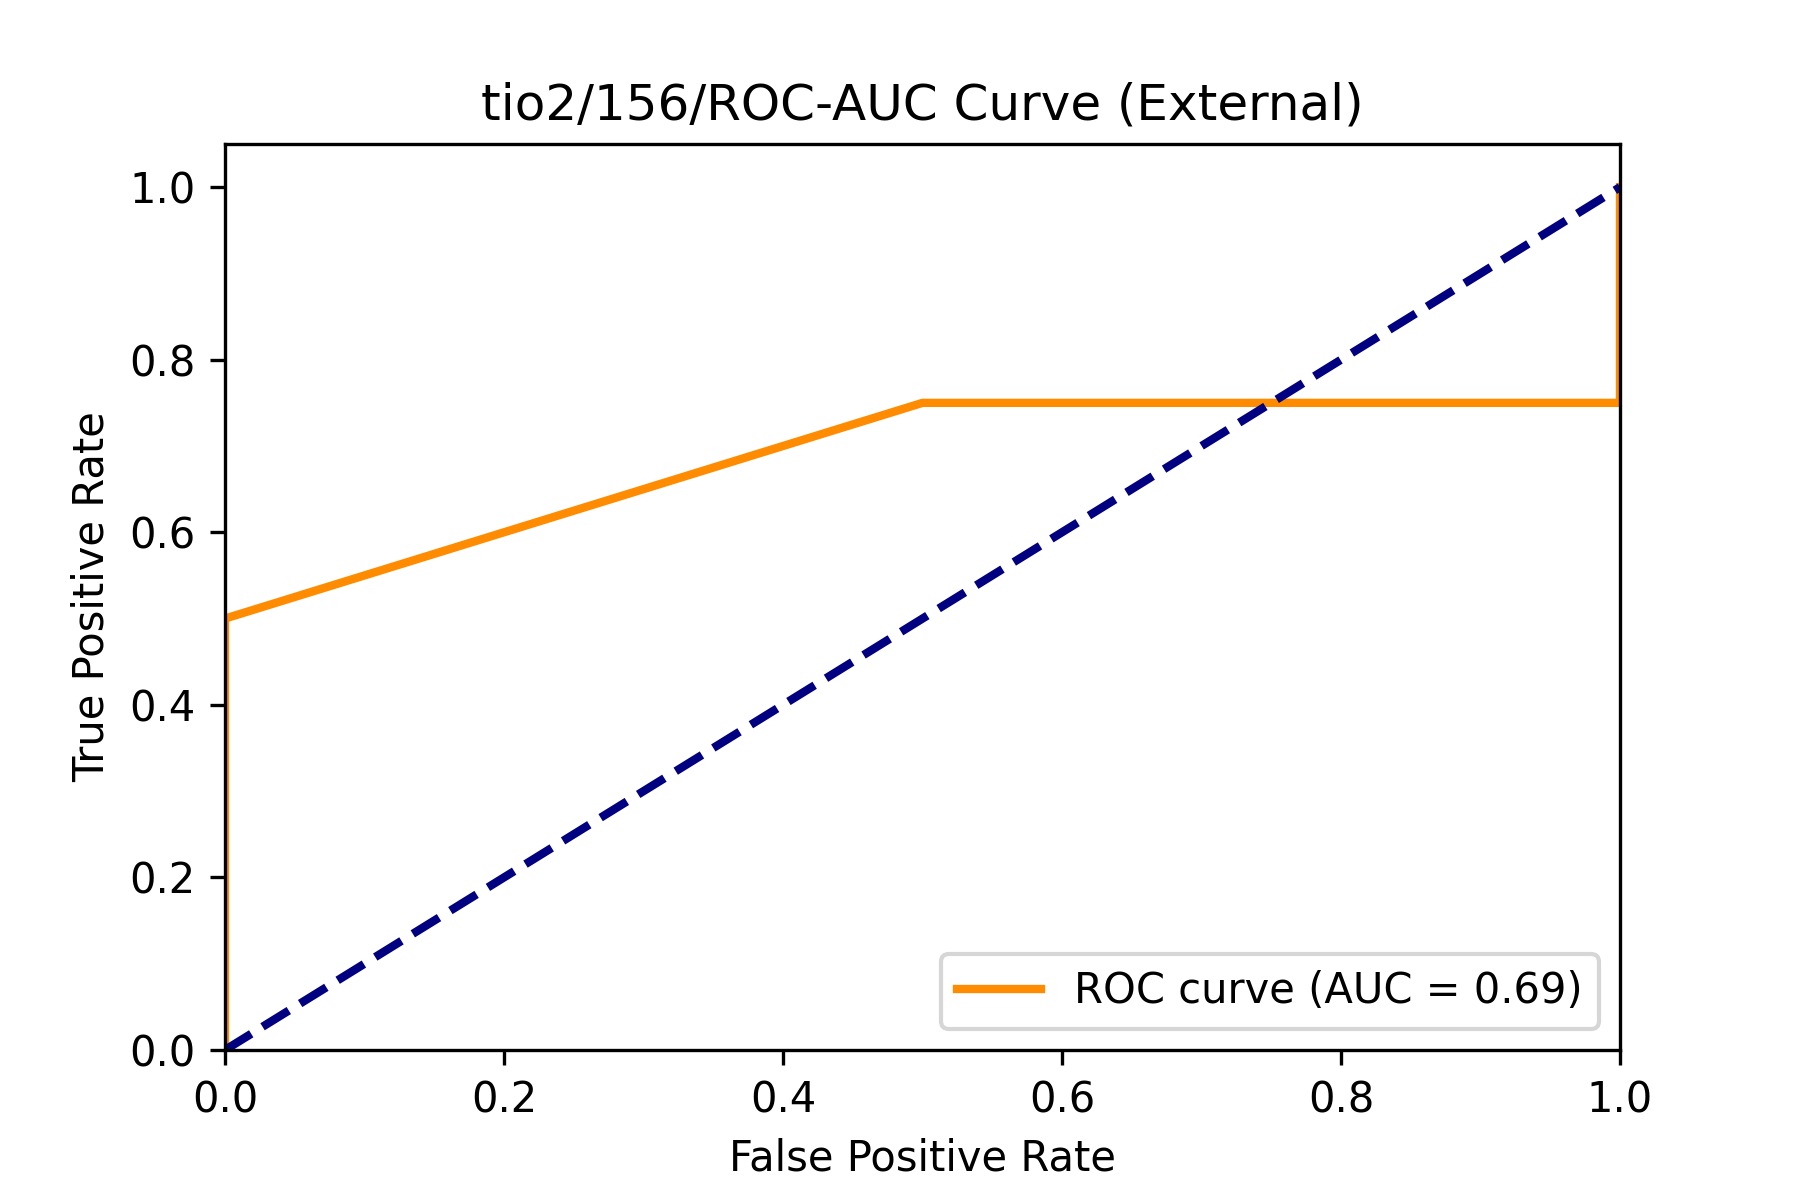 tio2/156/ROC-AUC Curve (External)
1.0
0.8
0.6
0.4
0.2
0.0
True Positive Rate
ROC curve (AUC = 0.69)
0.0 0.2 0.4 0.6 0.8 1.0
False Positive Rate